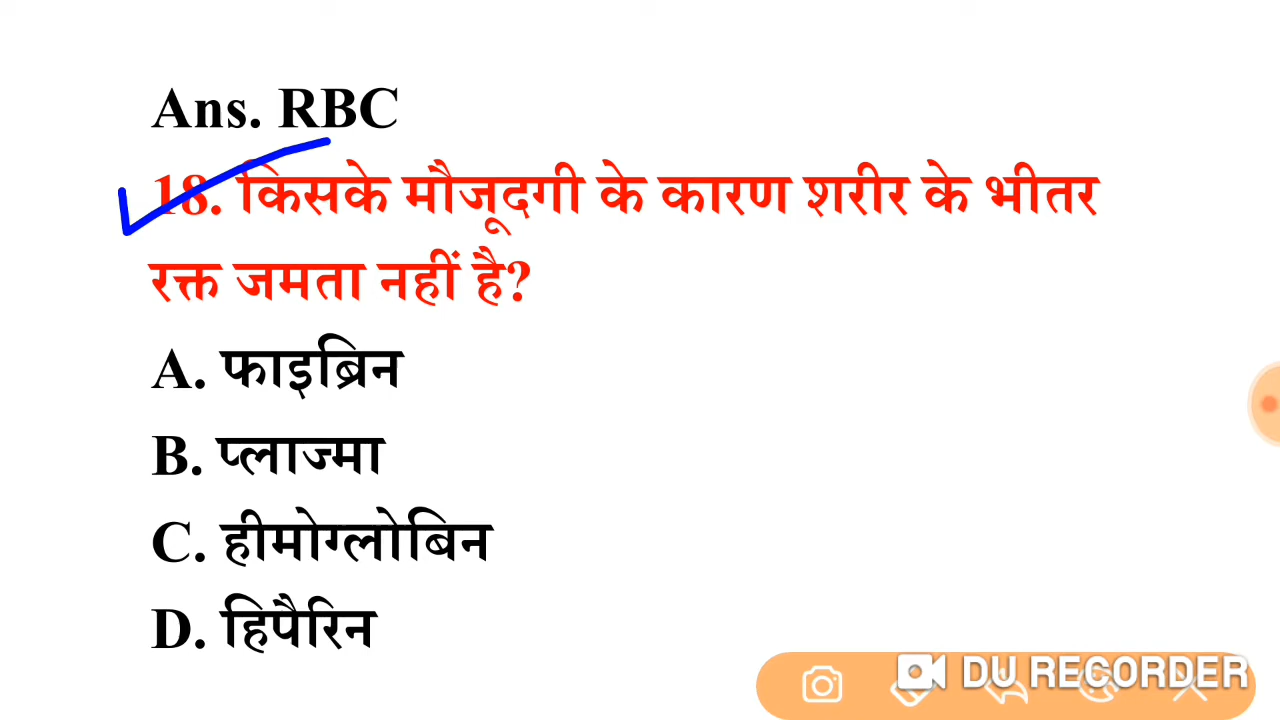 Ans. RBC
18. किसके मौजूदगी के कारण शरीर के भीतर
रक्त जमता नहीं है?
A. फाइब्रिन
B. प्लाज्मा
C. हीमोग्लोबिन
D. हिपैरिन
DU RECORDER